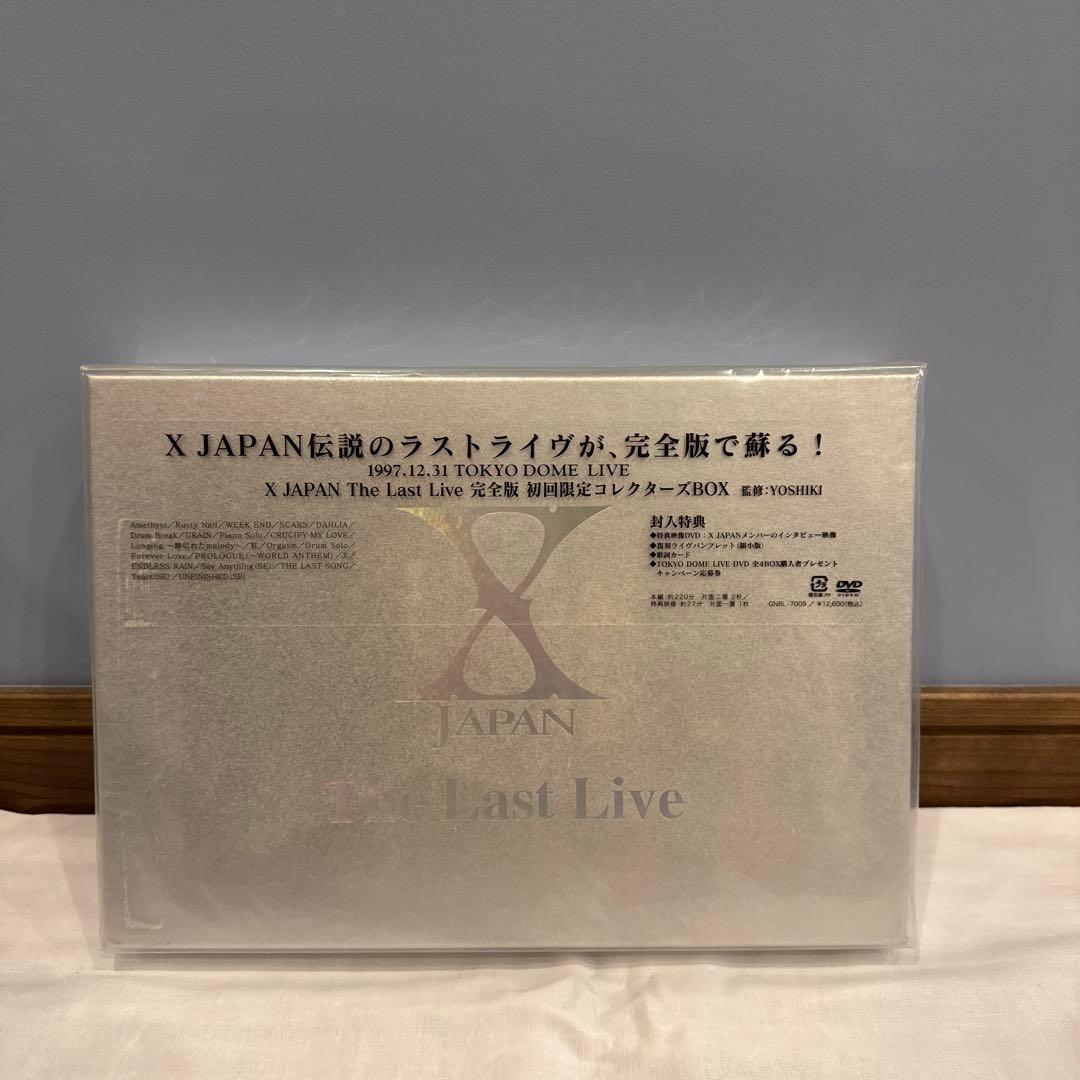 X JAPAN伝説のラストライヴが、完全版で蘇る！
1997.12.31 TOKYO DOME LIVE
X JAPAN The Last Live 完全版 初回限定コレクターズBOX 監修：YOSHIKI
Amethyst／Rusty Nail／WEEK END／SCARS／DAHLIA／
Drum Break／DRAIN／Piano Solo／CRUCIFY MY LOVE／
Longing 〜跡切れたmelody〜／紅／Orgasm／Drum Solo／
Forever Love／PROLOGUE(〜WORLD ANTHEM)／X／
ENDLESS RAIN／Say Anything(SE)／THE LAST SONG／
Tears(SE)／UNFINISHED(SE)
封入特典
◆特典映像DVD：X JAPANメンバーのインタビュー映像
◆復刻ライヴパンフレット(縮小版)
◆歌詞カード
◆TOKYO DOME LIVE DVD 全4BOX購入者プレゼント
キャンペーン応募券
DVD
VIDEO
本編 約220分 片面二層 2枚／
特典映像 約27分 片面一層 1枚 GNBL-7009／¥12,600(税込)
X
JAPAN
The Last Live